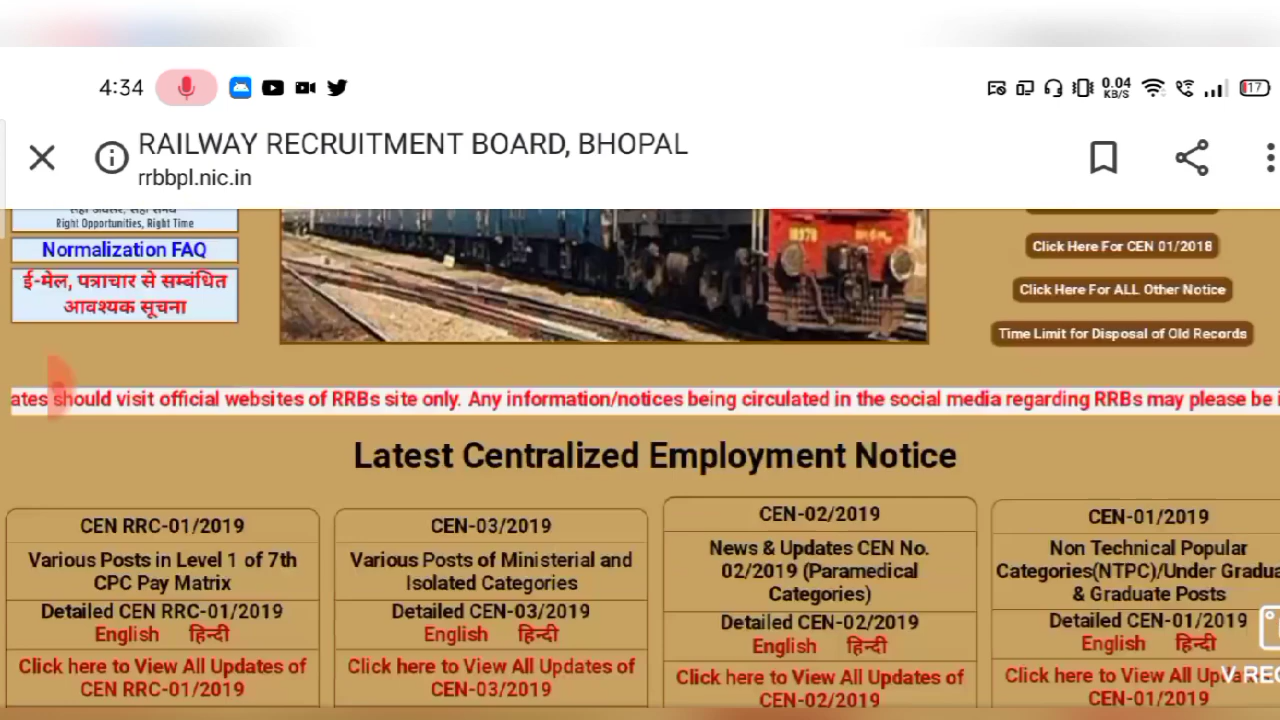 4:34
0.04
KB/S
17
RAILWAY RECRUITMENT BOARD, BHOPAL
rrbbpl.nic.in
Right Opportunities, Right Time
Normalization FAQ
ई-मेल, पत्राचार से सम्बंधित
आवश्यक सूचना
Click Here For CEN 01/2018
Click Here For ALL Other Notice
Time Limit for Disposal of Old Records
ates should visit official websites of RRBs site only. Any information/notices being circulated in the social media regarding RRBs may please be i
Latest Centralized Employment Notice
CEN RRC-01/2019
Various Posts in Level 1 of 7th
CPC Pay Matrix
Detailed CEN RRC-01/2019
English हिन्दी
Click here to View All Updates of
CEN RRC-01/2019
CEN-03/2019
Various Posts of Ministerial and
Isolated Categories
Detailed CEN-03/2019
English हिन्दी
Click here to View All Updates of
CEN-03/2019
CEN-02/2019
News & Updates CEN No.
02/2019 (Paramedical
Categories)
Detailed CEN-02/2019
English हिन्दी
Click here to View All Updates of
CEN-02/2019
CEN-01/2019
Non Technical Popular
Categories(NTPC)/Under Gradua
& Graduate Posts
Detailed CEN-01/2019
English हिन्दी
Click here to View All Up
CEN-01/2019
V REC